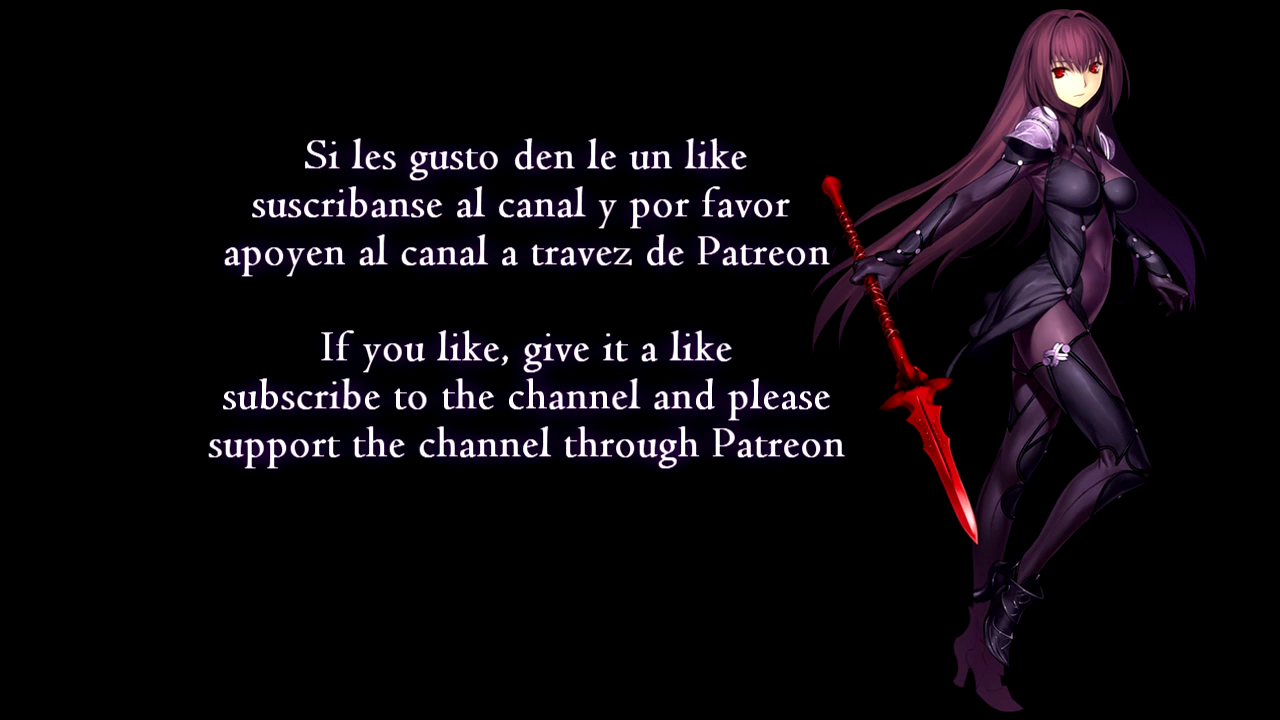 Si les gusto den le un like
suscribanse al canal y por favor
apoyen al canal a travez de Patreon
If you like, give it a like
subscribe to the channel and please
support the channel through Patreon